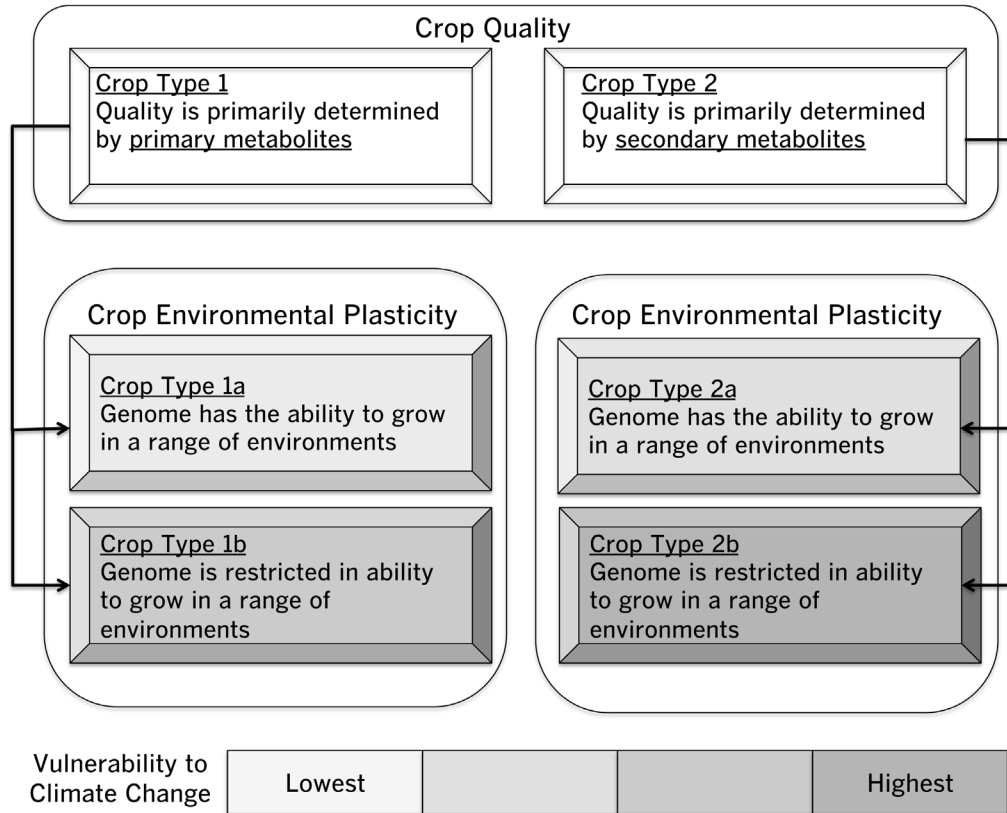 Crop Quality
Crop Type 1
Quality is primarily determined
by primary metabolites
Crop Type 2
Quality is primarily determined
by secondary metabolites
Crop Environmental Plasticity
Crop Type 1a
Genome has the ability to grow
in a range of environments
Crop Type 1b
Genome is restricted in ability
to grow in a range of
environments
Crop Environmental Plasticity
Crop Type 2a
Genome has the ability to grow
in a range of environments
Crop Type 2b
Genome is restricted in ability
to grow in a range of
environments
Vulnerability to
Climate Change
Lowest
Highest